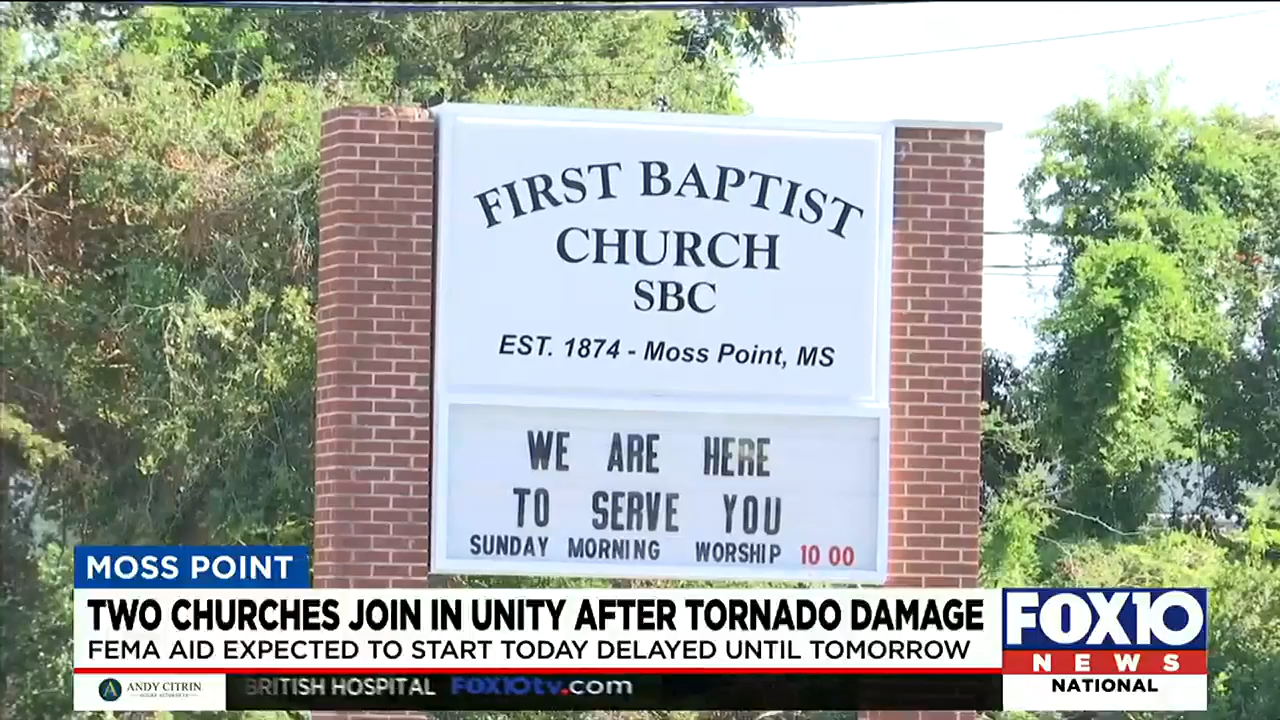 FIRST BAPTIST
CHURCH
SBC
EST. 1874 - Moss Point, MS
WE ARE HERE
TO SERVE YOU
SUNDAY MORNING WORSHIP 10 00
MOSS POINT
TWO CHURCHES JOIN IN UNITY AFTER TORNADO DAMAGE
FEMA AID EXPECTED TO START TODAY DELAYED UNTIL TOMORROW
FOX10
NEWS
NATIONAL
ANDY CITRIN
BRITISH HOSPITAL FOX10tv.com